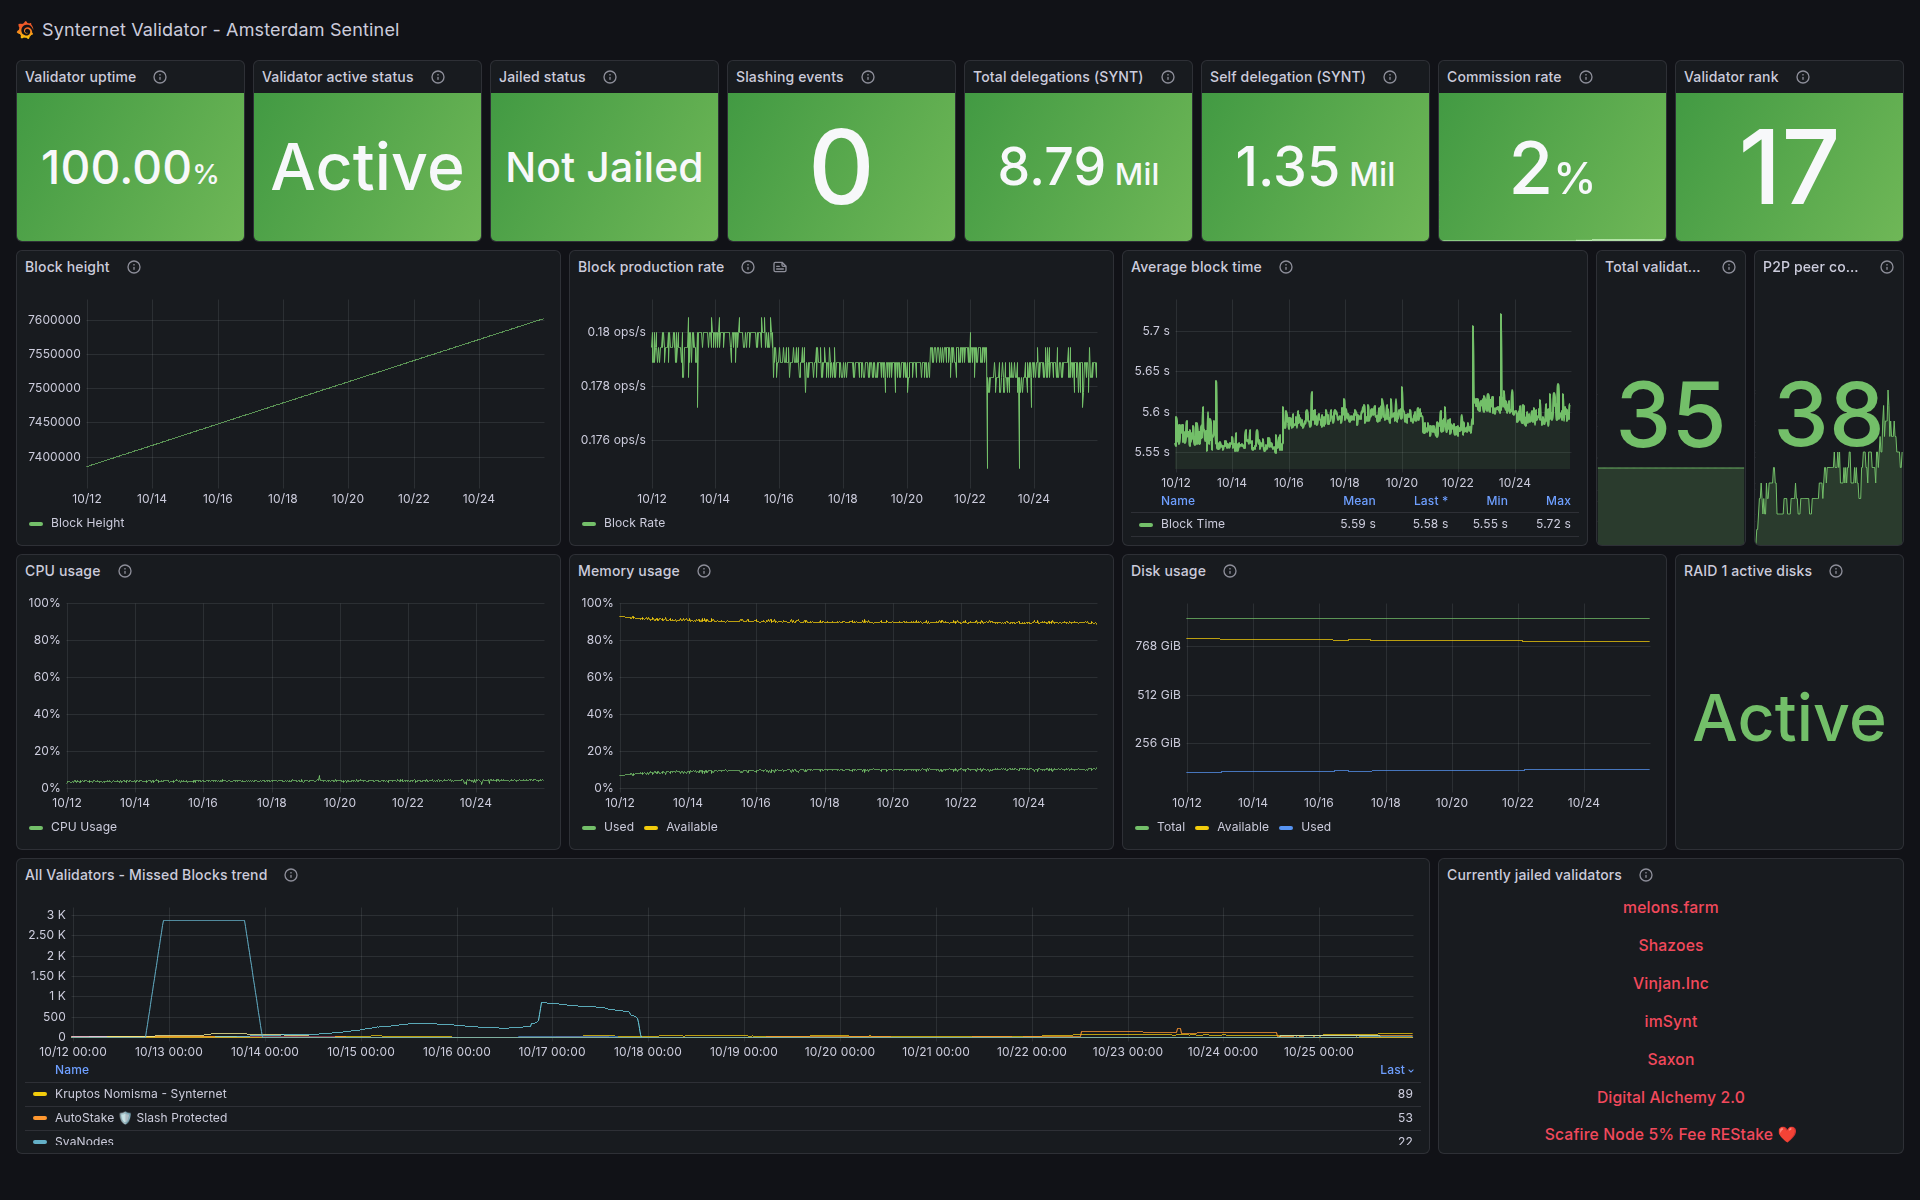 Synternet Validator - Amsterdam Sentinel
Validator uptime
100.00%
Validator active status
Active
Jailed status
Not Jailed
Slashing events
0
Total delegations (SYNT)
8.79 Mil
Self delegation (SYNT)
1.35 Mil
Commission rate
2%
Validator rank
17
Block height
7600000
7550000
7500000
7450000
7400000
10/12 10/14 10/16 10/18 10/20 10/22 10/24
Block Height
Block production rate
0.18 ops/s
0.178 ops/s
0.176 ops/s
10/12 10/14 10/16 10/18 10/20 10/22 10/24
Block Rate
Average block time
5.7 s
5.65 s
5.6 s
5.55 s
10/12 10/14 10/16 10/18 10/20 10/22 10/24
Name Mean Last * Min Max
Block Time 5.59 s 5.58 s 5.55 s 5.72 s
Total validat...
35
P2P peer co...
38
CPU usage
100%
80%
60%
40%
20%
0%
10/12 10/14 10/16 10/18 10/20 10/22 10/24
CPU Usage
Memory usage
100%
80%
60%
40%
20%
0%
10/12 10/14 10/16 10/18 10/20 10/22 10/24
Used Available
Disk usage
768 GiB
512 GiB
256 GiB
10/12 10/14 10/16 10/18 10/20 10/22 10/24
Total Available Used
RAID 1 active disks
Active
All Validators - Missed Blocks trend
3 K
2.50 K
2 K
1.50 K
1 K
500
0
10/12 00:00 10/13 00:00 10/14 00:00 10/15 00:00 10/16 00:00 10/17 00:00 10/18 00:00 10/19 00:00 10/20 00:00 10/21 00:00 10/22 00:00 10/23 00:00 10/24 00:00 10/25 00:00
Name Last
Kruptos Nomisma - Synternet 89
AutoStake 🛡️ Slash Protected 53
SvaNodes 22
Currently jailed validators
melons.farm
Shazoes
Vinjan.Inc
imSynt
Saxon
Digital Alchemy 2.0
Scafire Node 5% Fee REStake ❤️